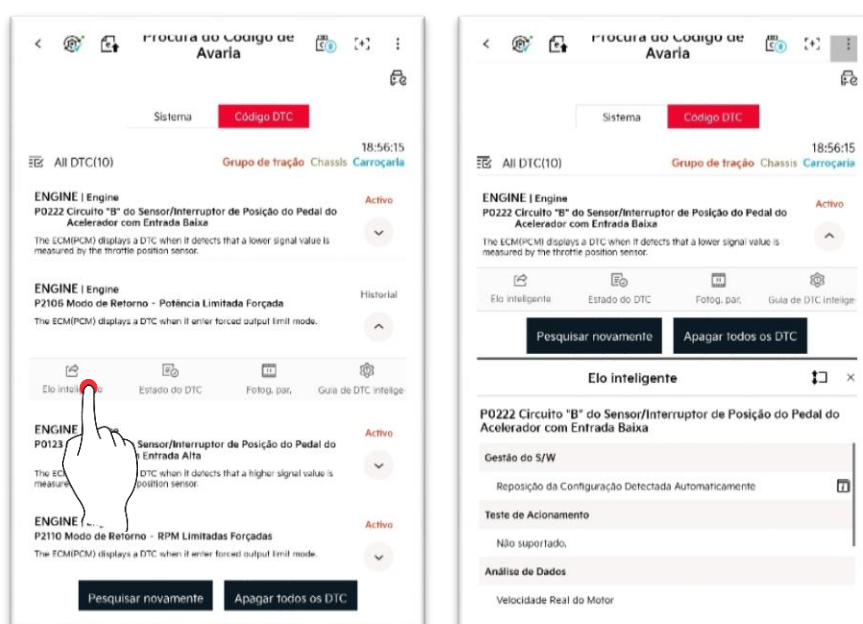 Procura do Código de
Avaria
Sistema
Código DTC
18:56:15
All DTC(10)
Grupo de tração Chassis Carroçaria
ENGINE | Engine
Activo
P0222 Circuito "B" do Sensor/Interruptor de Posição do Pedal do
Acelerador com Entrada Baixa
The ECM(PCM) displays a DTC when it detects that a lower signal value is
measured by the throttle position sensor.
ENGINE | Engine
Historial
P2106 Modo de Retorno - Potência Limitada Forçada
The ECM(PCM) displays a DTC when it enter forced output limit mode.
Elo inteligente
Estado do DTC
Fotog. par.
Guia de DTC intelige
ENGINE
Activo
P0123 Sensor/Interruptor de Posição do Pedal do
Entrada Alta
The DTC when it detects that a higher signal value is
position sensor.
ENGINE
Activo
P2110 Modo de Retorno - RPM Limitadas Forçadas
The ECM(PCM) displays a DTC when it enter forced output limit mode.
Pesquisar novamente
Apagar todos os DTC
Procura do Código de
Avaria
Sistema
Código DTC
18:56:15
All DTC(10)
Grupo de tração Chassis Carroçaria
ENGINE | Engine
Activo
P0222 Circuito "B" do Sensor/Interruptor de Posição do Pedal do
Acelerador com Entrada Baixa
The ECM(PCM) displays a DTC when it detects that a lower signal value is
measured by the throttle position sensor.
Elo inteligente
Estado do DTC
Fotog. par.
Guia de DTC intelige
Pesquisar novamente
Apagar todos os DTC
Elo inteligente
P0222 Circuito "B" do Sensor/Interruptor de Posição do Pedal do
Acelerador com Entrada Baixa
Gestão do S/W
Reposição da Configuração Detectada Automaticamente
Teste de Acionamento
Não suportado.
Análise de Dados
Velocidade Real do Motor